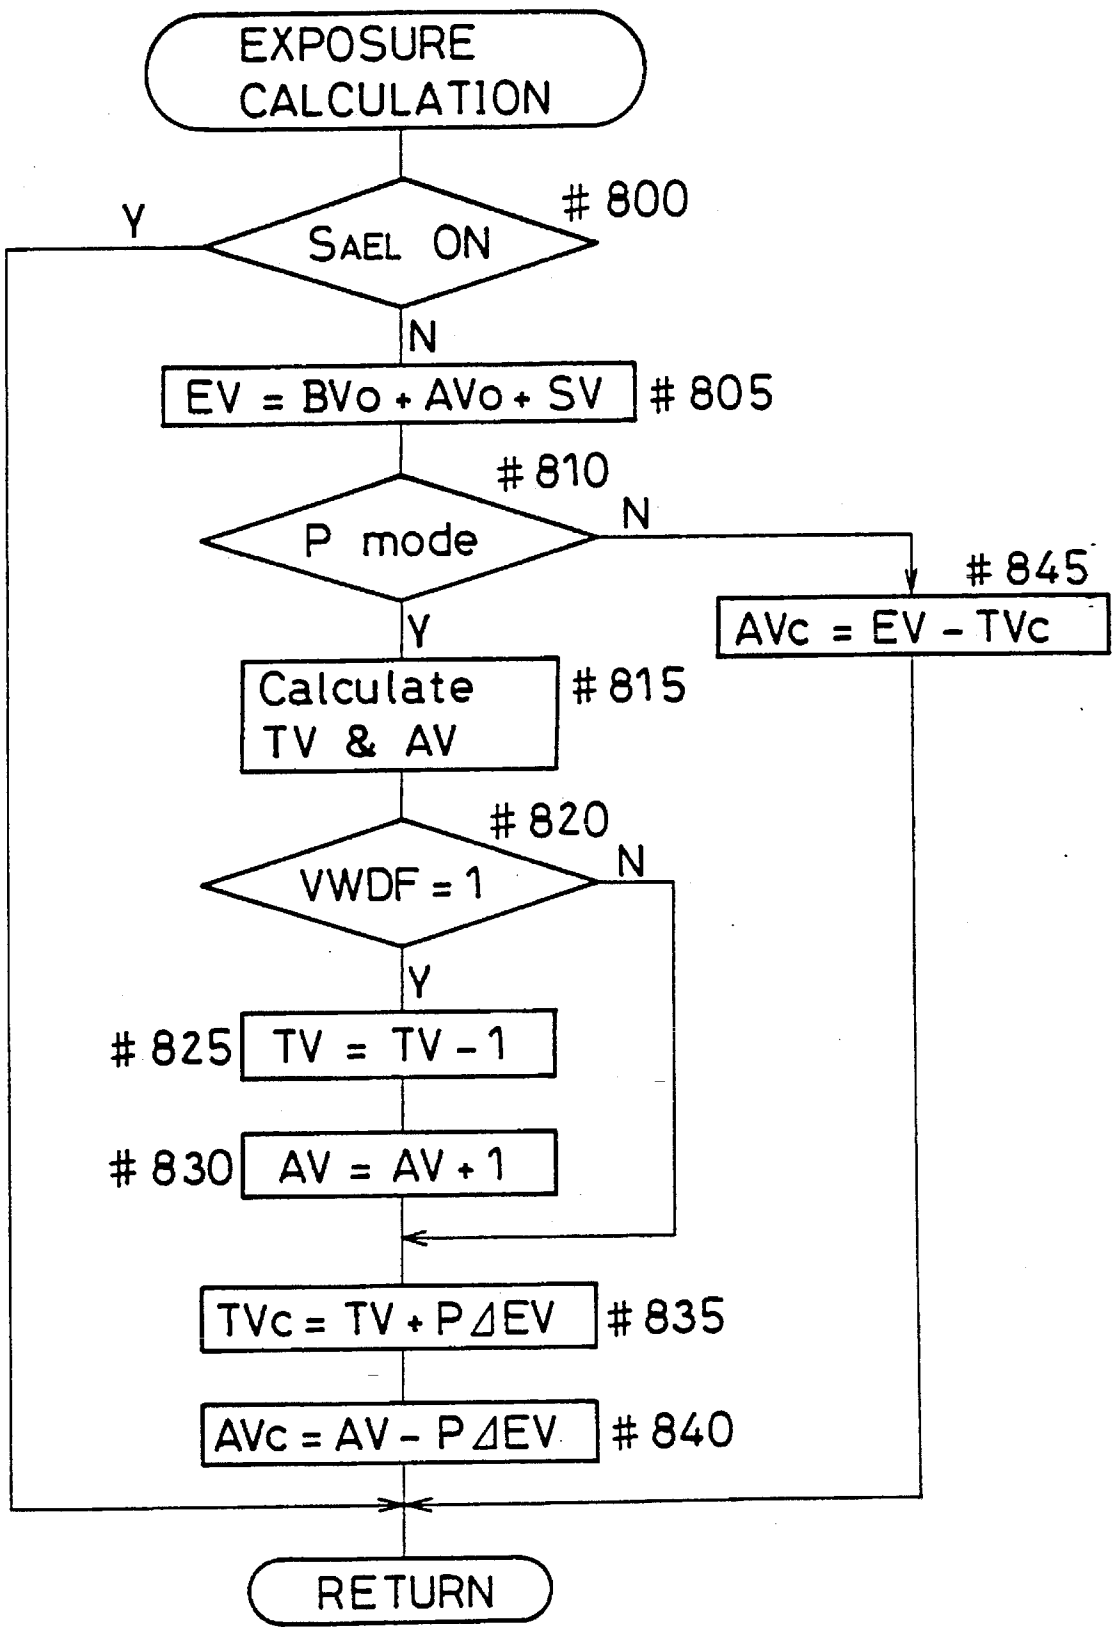 EXPOSURE
CALCULATION
# 800
Y
SAEL ON
N
EV = BVo + AVo + SV
# 805
# 810
P mode
N
# 845
AVc = EV - TVc
Y
Calculate
TV & AV
# 815
# 820
VWDF = 1
N
Y
# 825
TV = TV - 1
# 830
AV = AV + 1
TVc = TV + P⊿EV
# 835
AVc = AV - P⊿EV
# 840
RETURN